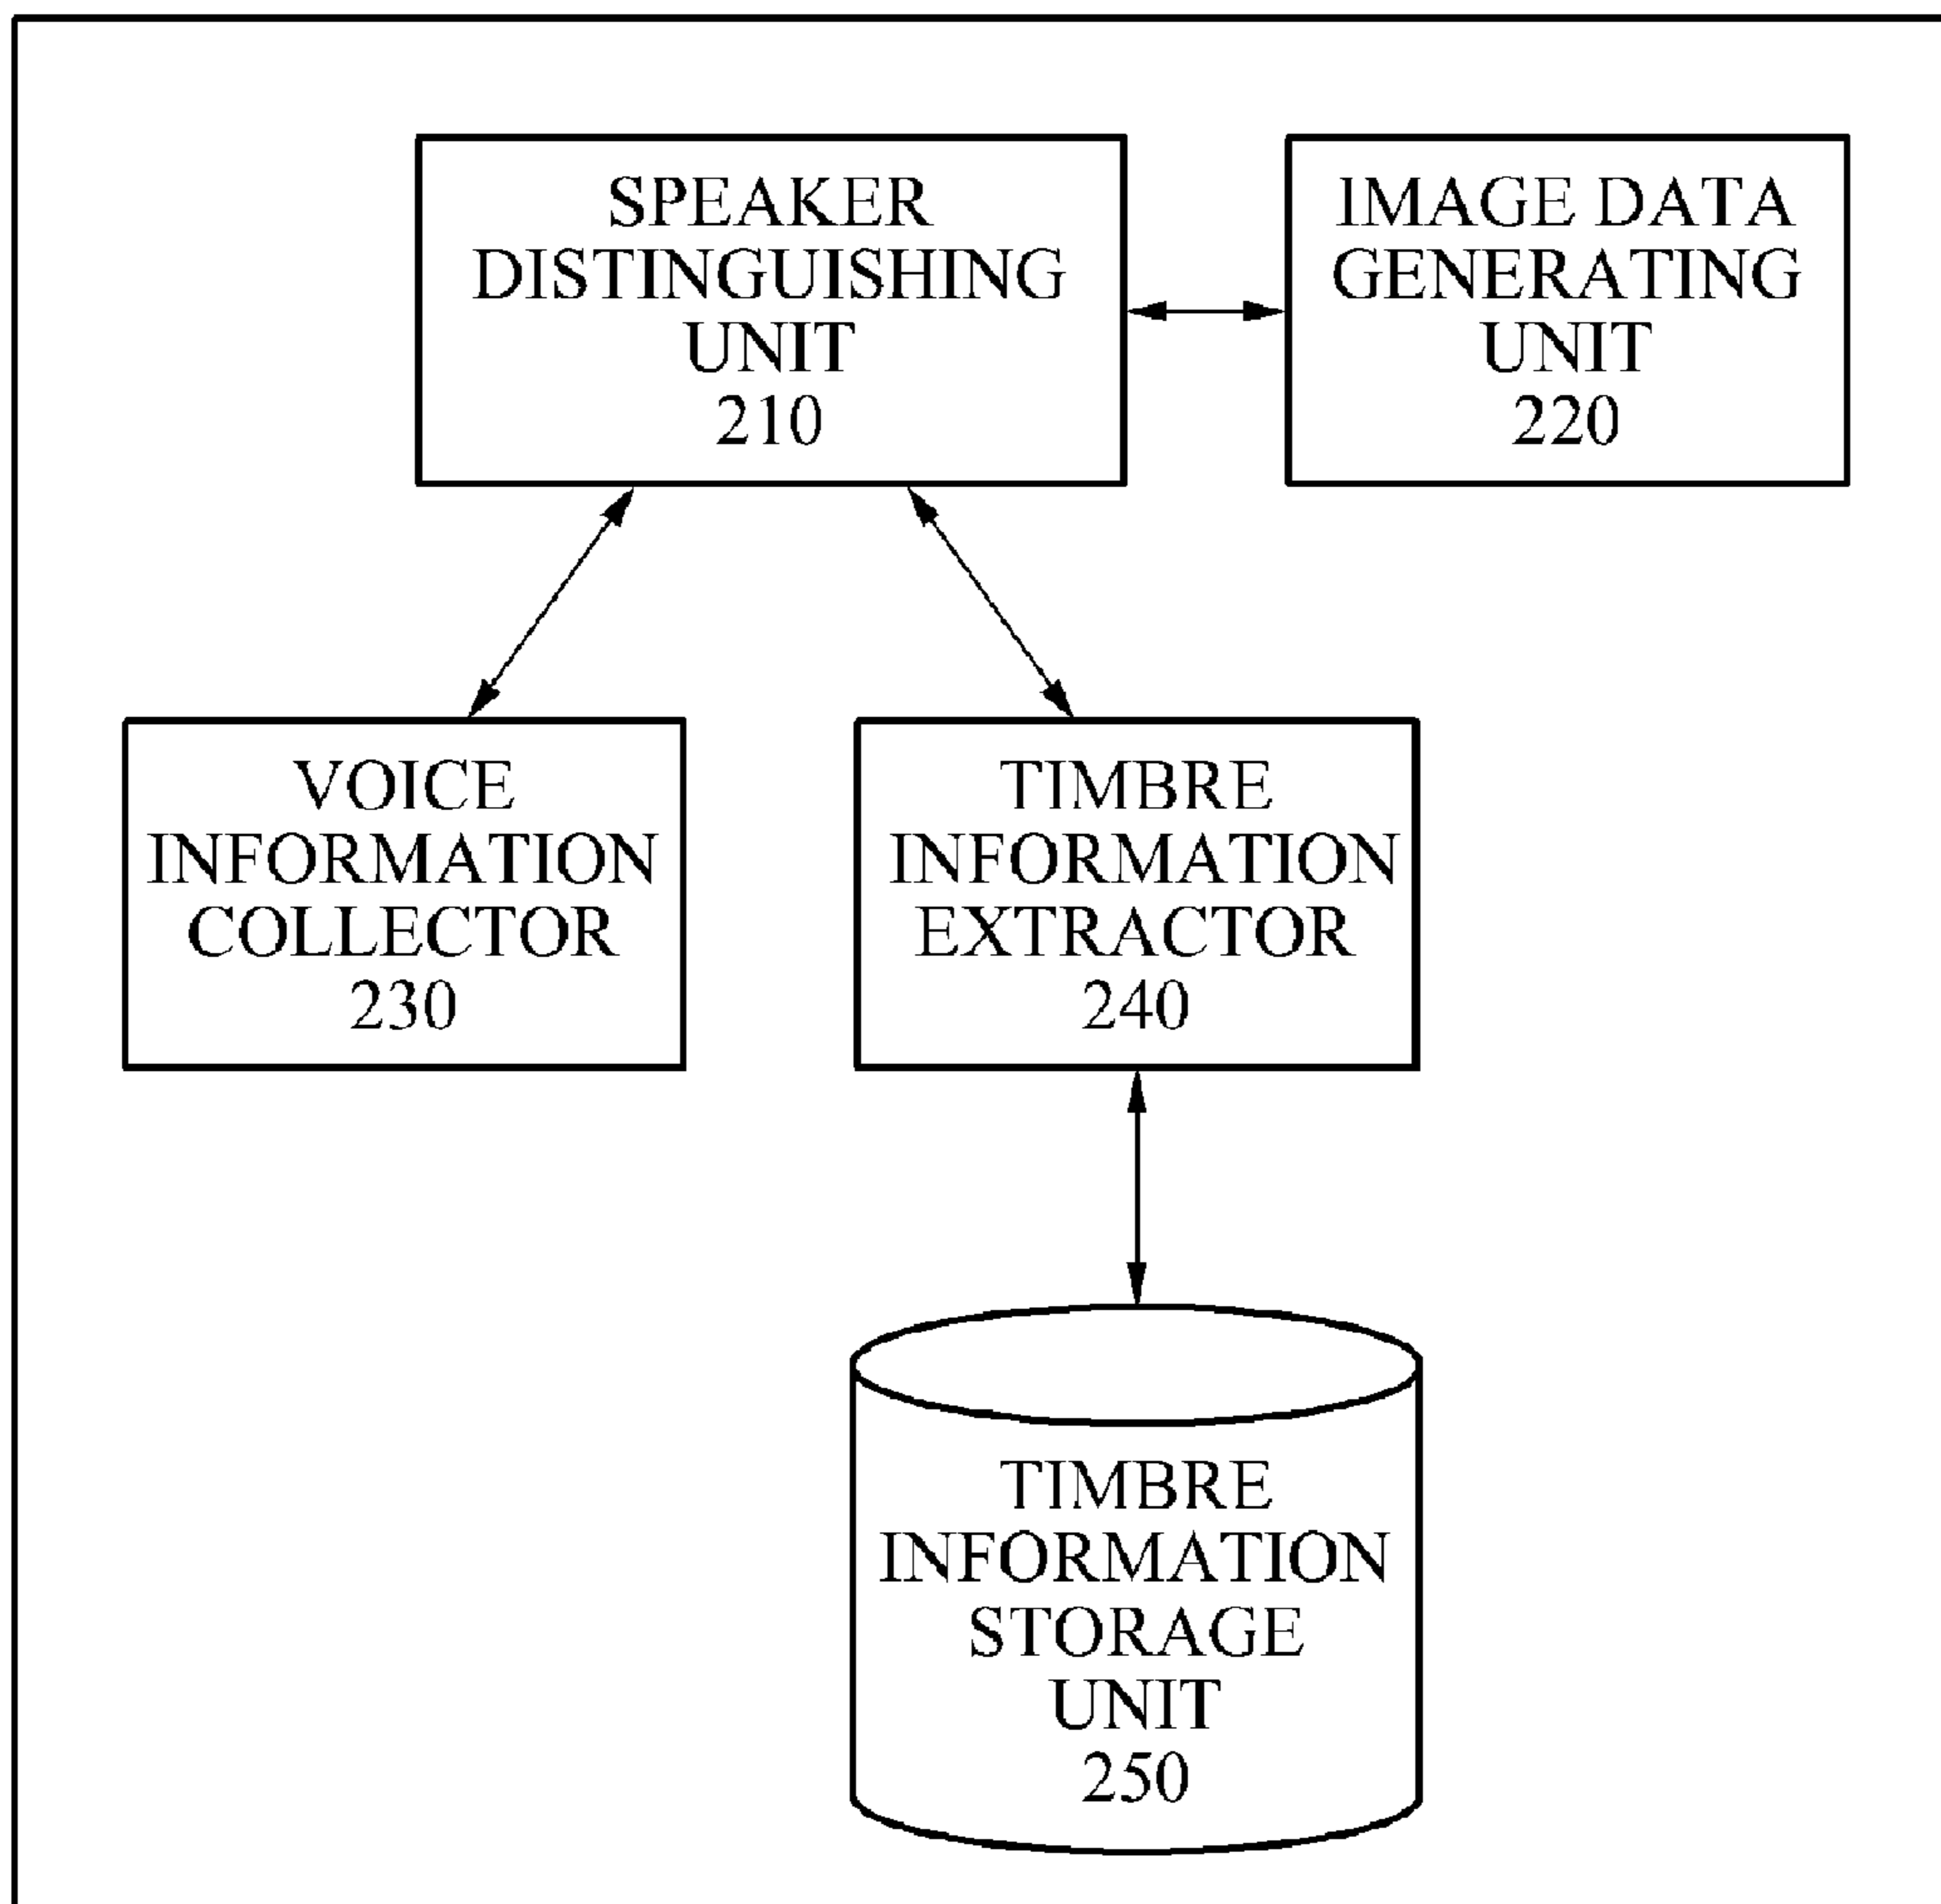 SPEAKER
DISTINGUISHING
UNIT
210
IMAGE DATA
GENERATING
UNIT
220
VOICE
INFORMATION
COLLECTOR
230
TIMBRE
INFORMATION
EXTRACTOR
240
TIMBRE
INFORMATION
STORAGE
UNIT
250